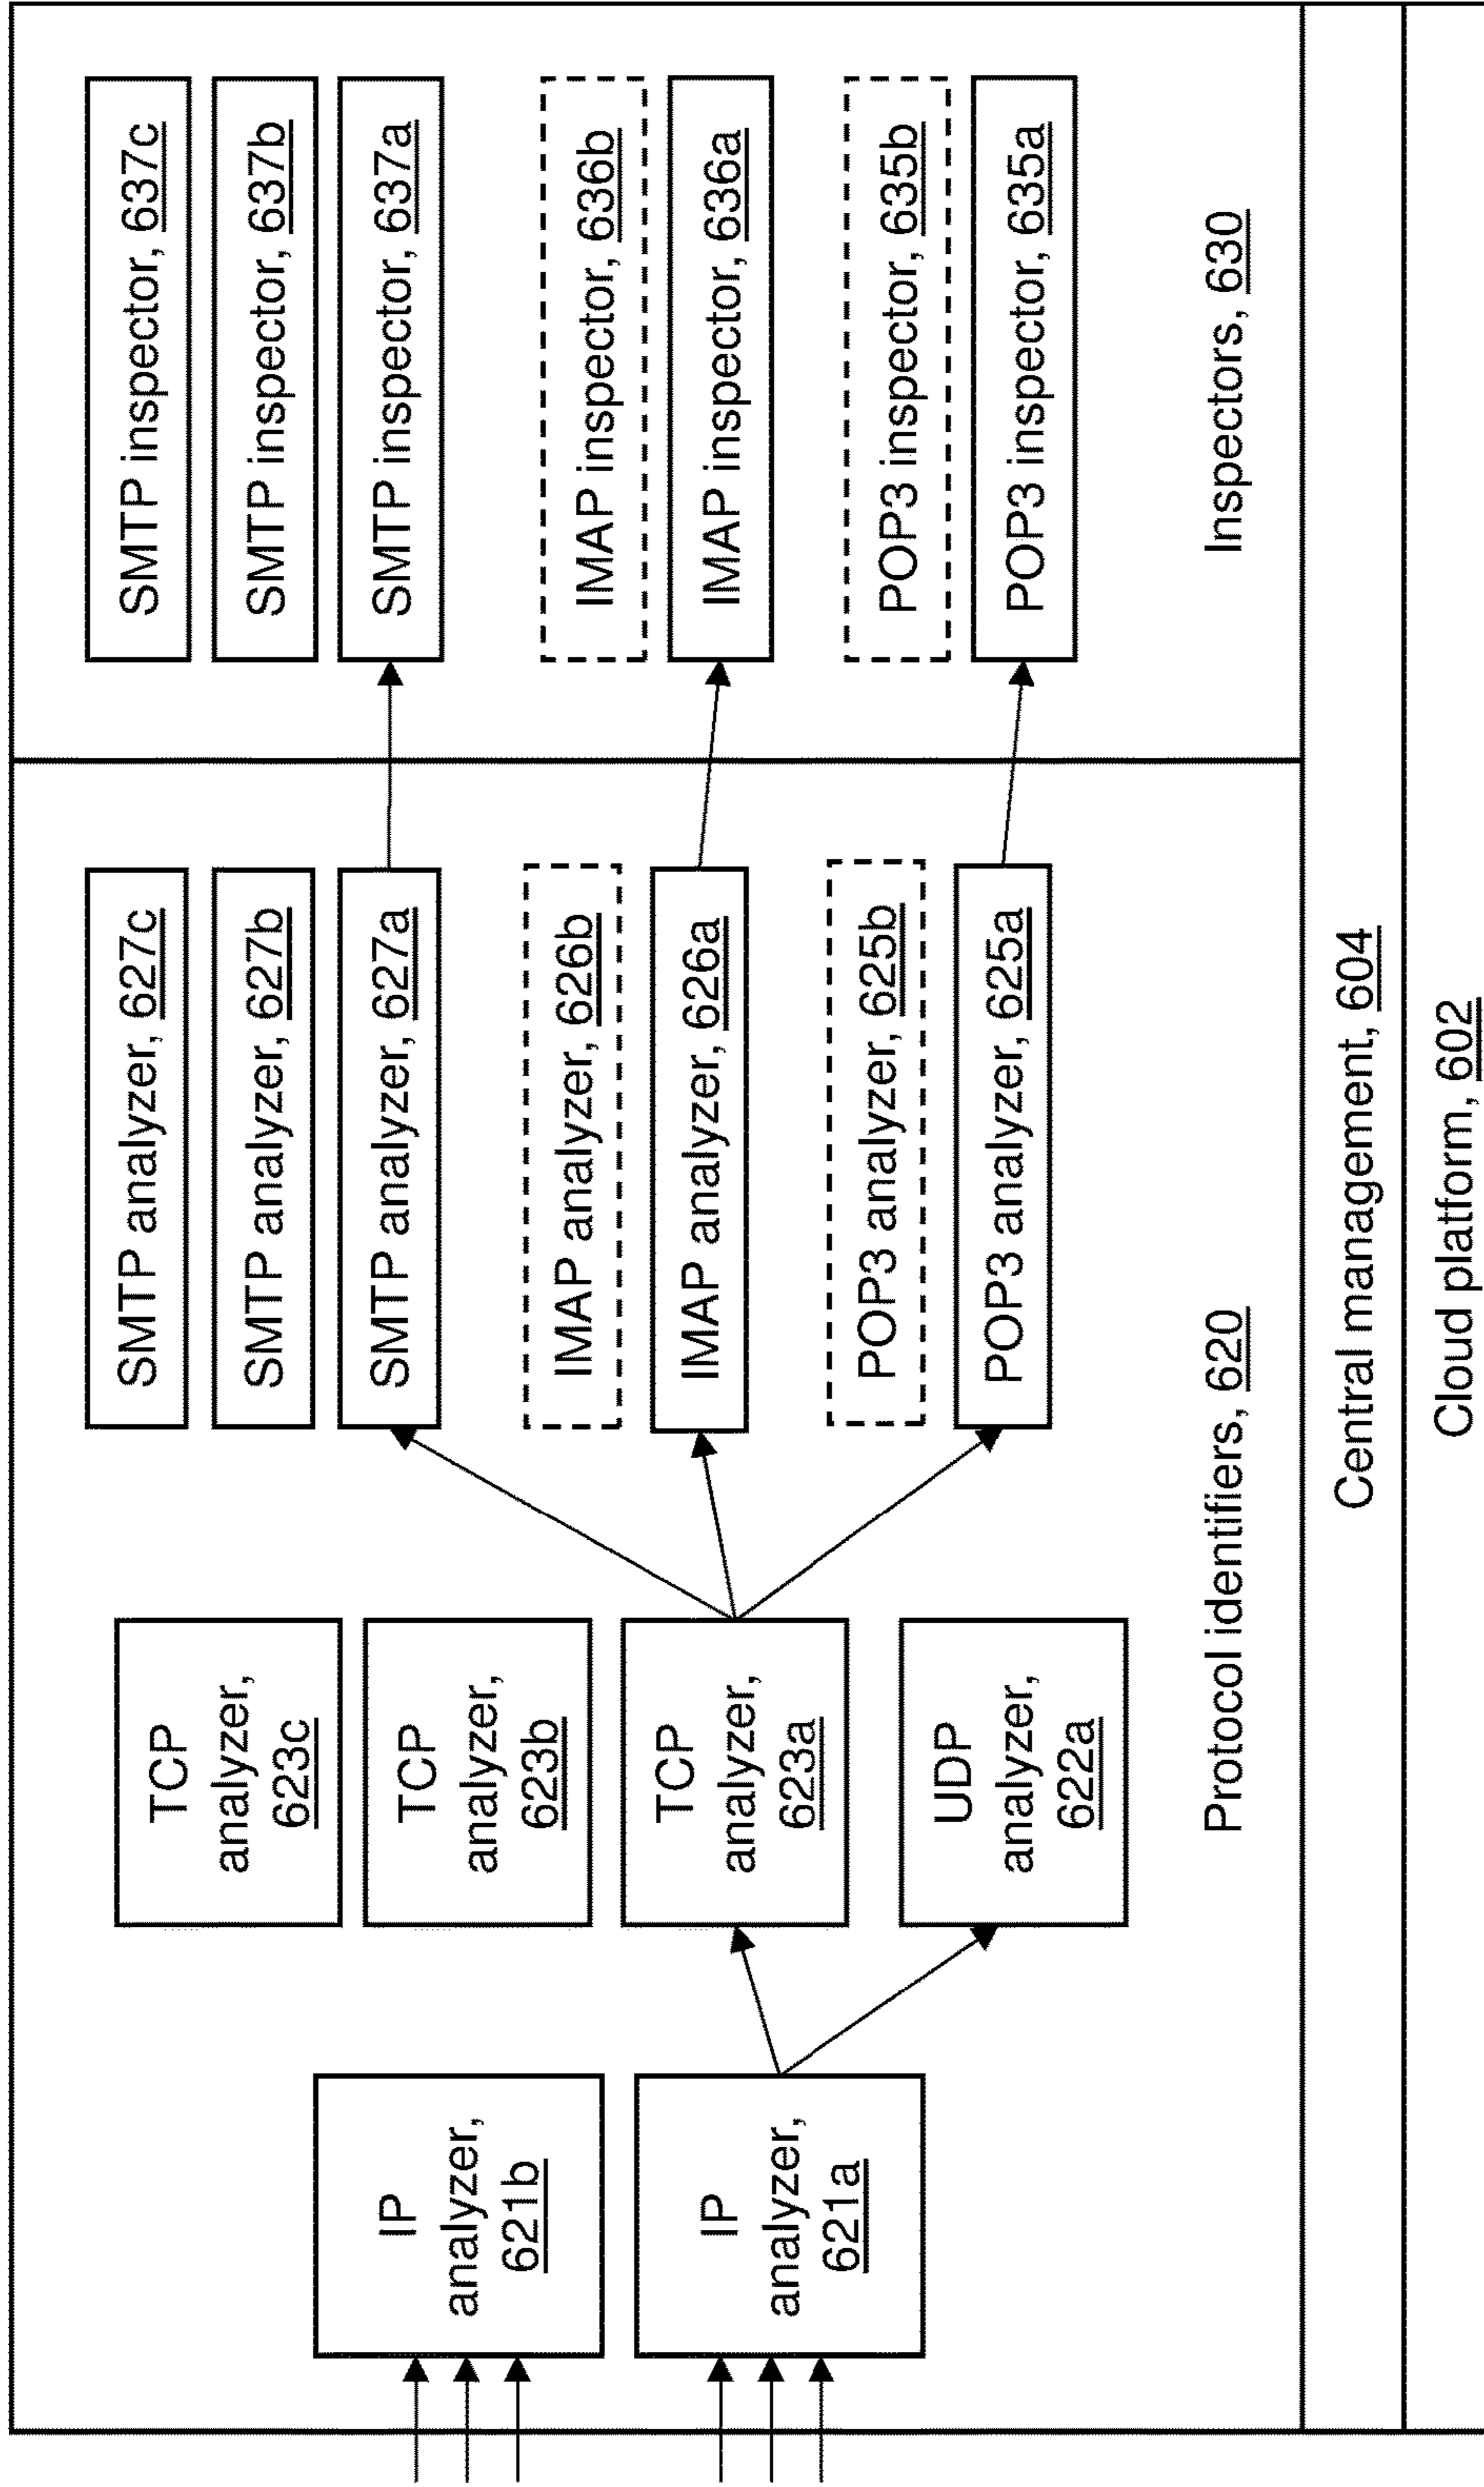 IP
analyzer,
621b
IP
analyzer,
621a
TCP
analyzer,
623c
TCP
analyzer,
623b
TCP
analyzer,
623a
UDP
analyzer,
622a
SMTP analyzer, 627c
SMTP analyzer, 627b
SMTP analyzer, 627a
IMAP analyzer, 626b
IMAP analyzer, 626a
POP3 analyzer, 625b
POP3 analyzer, 625a
Protocol identifiers, 620
SMTP inspector, 637c
SMTP inspector, 637b
SMTP inspector, 637a
IMAP inspector, 636b
IMAP inspector, 636a
POP3 inspector, 635b
POP3 inspector, 635a
Inspectors, 630
Central management, 604
Cloud platform, 602